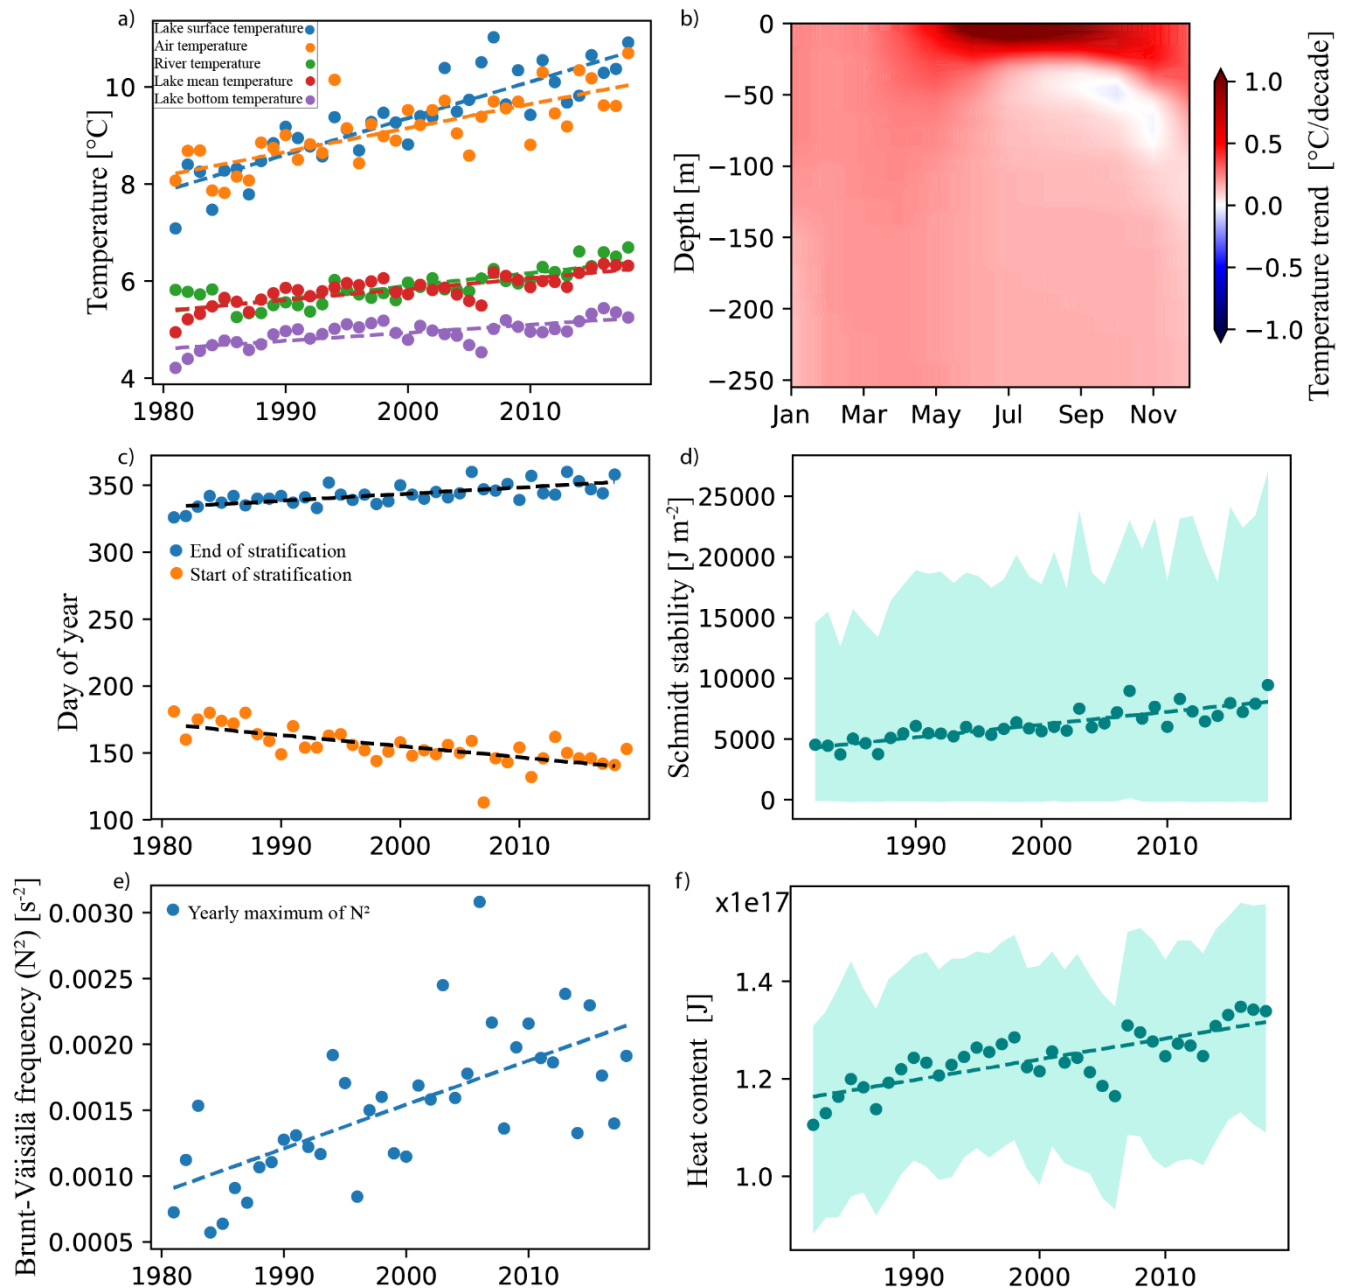 a)
Lake surface temperature
Air temperature
River temperature
Lake mean temperature
Lake bottom temperature
Temperature [°C]
10
8
6
4
1980
1990
2000
2010
b)
Depth [m]
0
−50
−100
−150
−200
−250
Jan
Mar
May
Jul
Sep
Nov
1.0
0.5
0.0
−0.5
−1.0
Temperature trend [°C/decade]
c)
Day of year
350
300
250
200
150
100
End of stratification
Start of stratification
1980
1990
2000
2010
d)
Schmidt stability [J m-2]
25000
20000
15000
10000
5000
0
1990
2000
2010
e)
Brunt-Väisälä frequency (N²) [s-2]
0.0030
0.0025
0.0020
0.0015
0.0010
0.0005
Yearly maximum of N²
1980
1990
2000
2010
f)
x1e17
Heat content [J]
1.4
1.2
1.0
1990
2000
2010